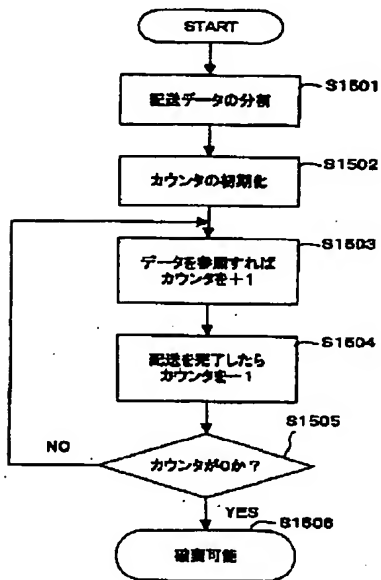 START
配送データの分割
S1501
カウンタの初期化
S1502
データを参照すれば
カウンタを+1
S1503
配送を完了したら
カウンタを-1
S1504
カウンタが0か?
S1505
NO
YES
S1506
破棄可能